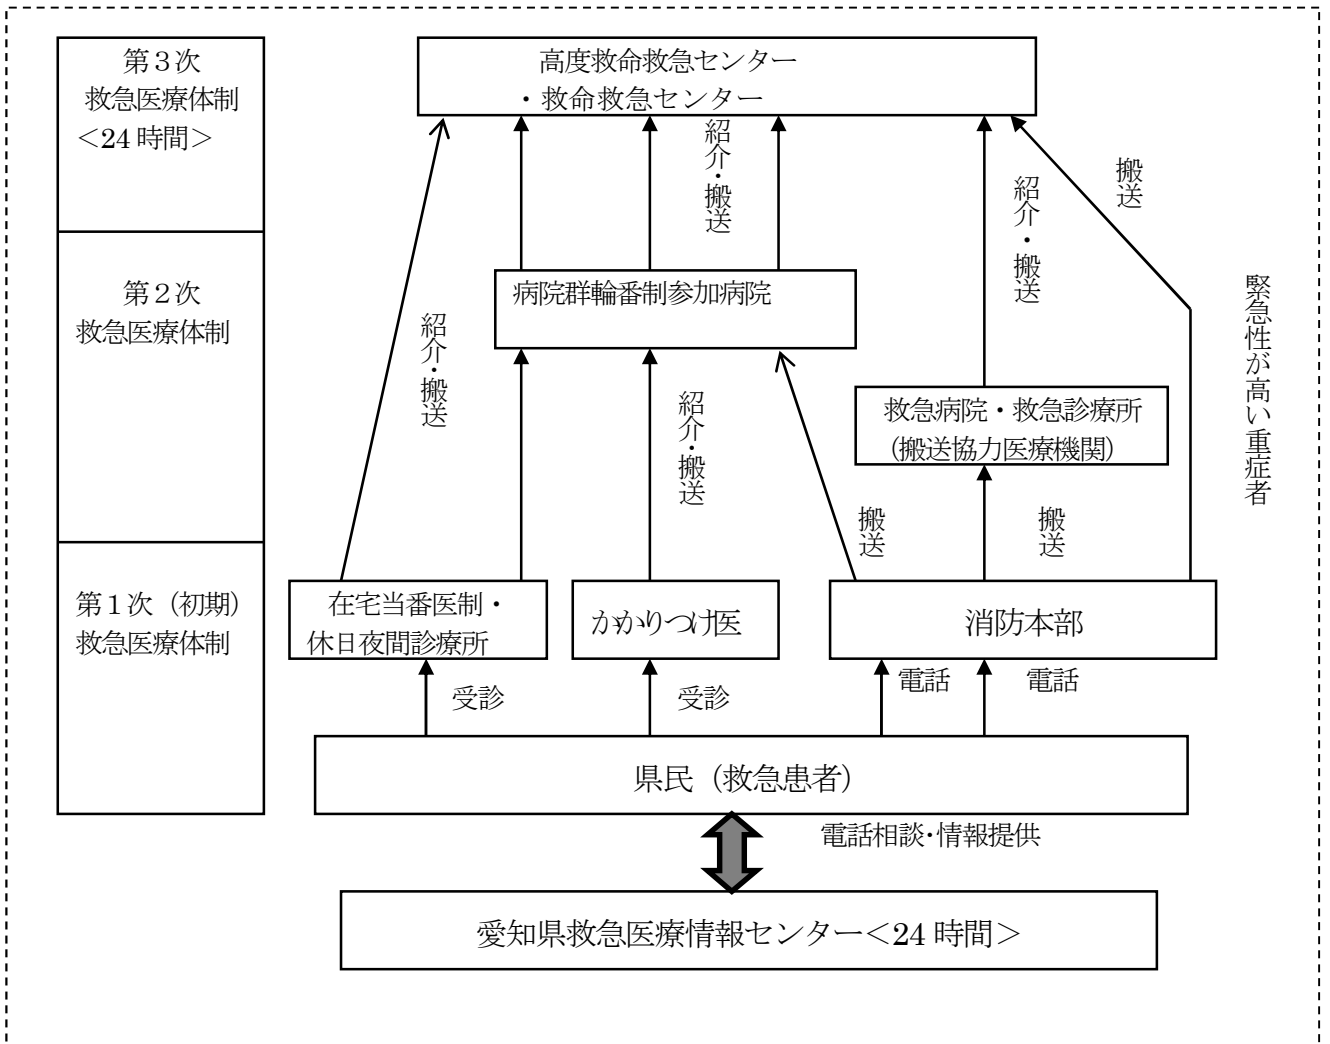 第３次
救急医療体制
＜24 時間＞
第２次
救急医療体制
第１次（初期）
救急医療体制
高度救命救急センター
・救命救急センター
紹介・搬送
紹介・搬送
搬送
緊急性が高い重症者
病院群輪番制参加病院
紹介・搬送
紹介・搬送
救急病院・救急診療所
（搬送協力医療機関）
搬送
搬送
在宅当番医制・
休日夜間診療所
かかりつけ医
消防本部
受診
受診
電話
電話
県民（救急患者）
電話相談・情報提供
愛知県救急医療情報センター＜24 時間＞